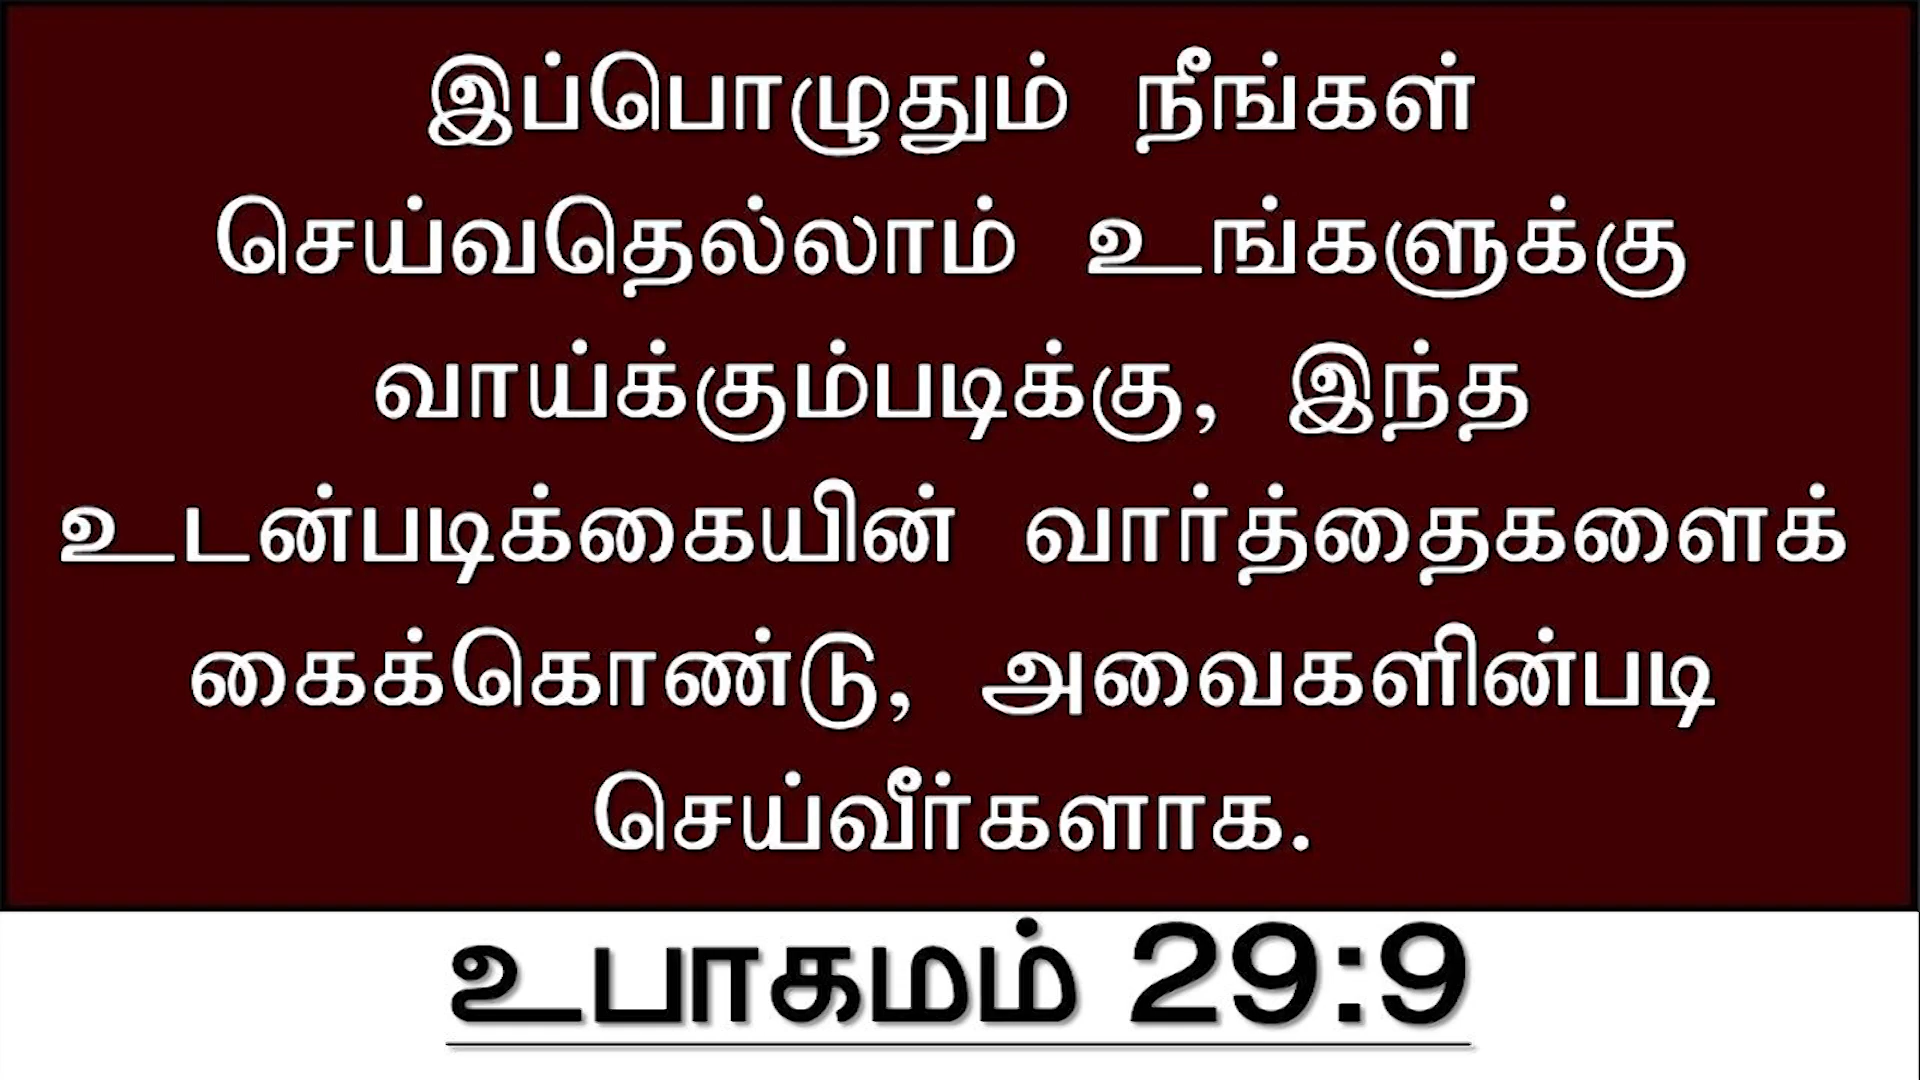 இப்பொழுதும் நீங்கள்
செய்வதெல்லாம் உங்களுக்கு
வாய்க்கும்படிக்கு, இந்த
உடன்படிக்கையின் வார்த்தைகளைக்
கைக்கொண்டு, அவைகளின்படி
செய்வீர்களாக.
உபாகமம் 29:9